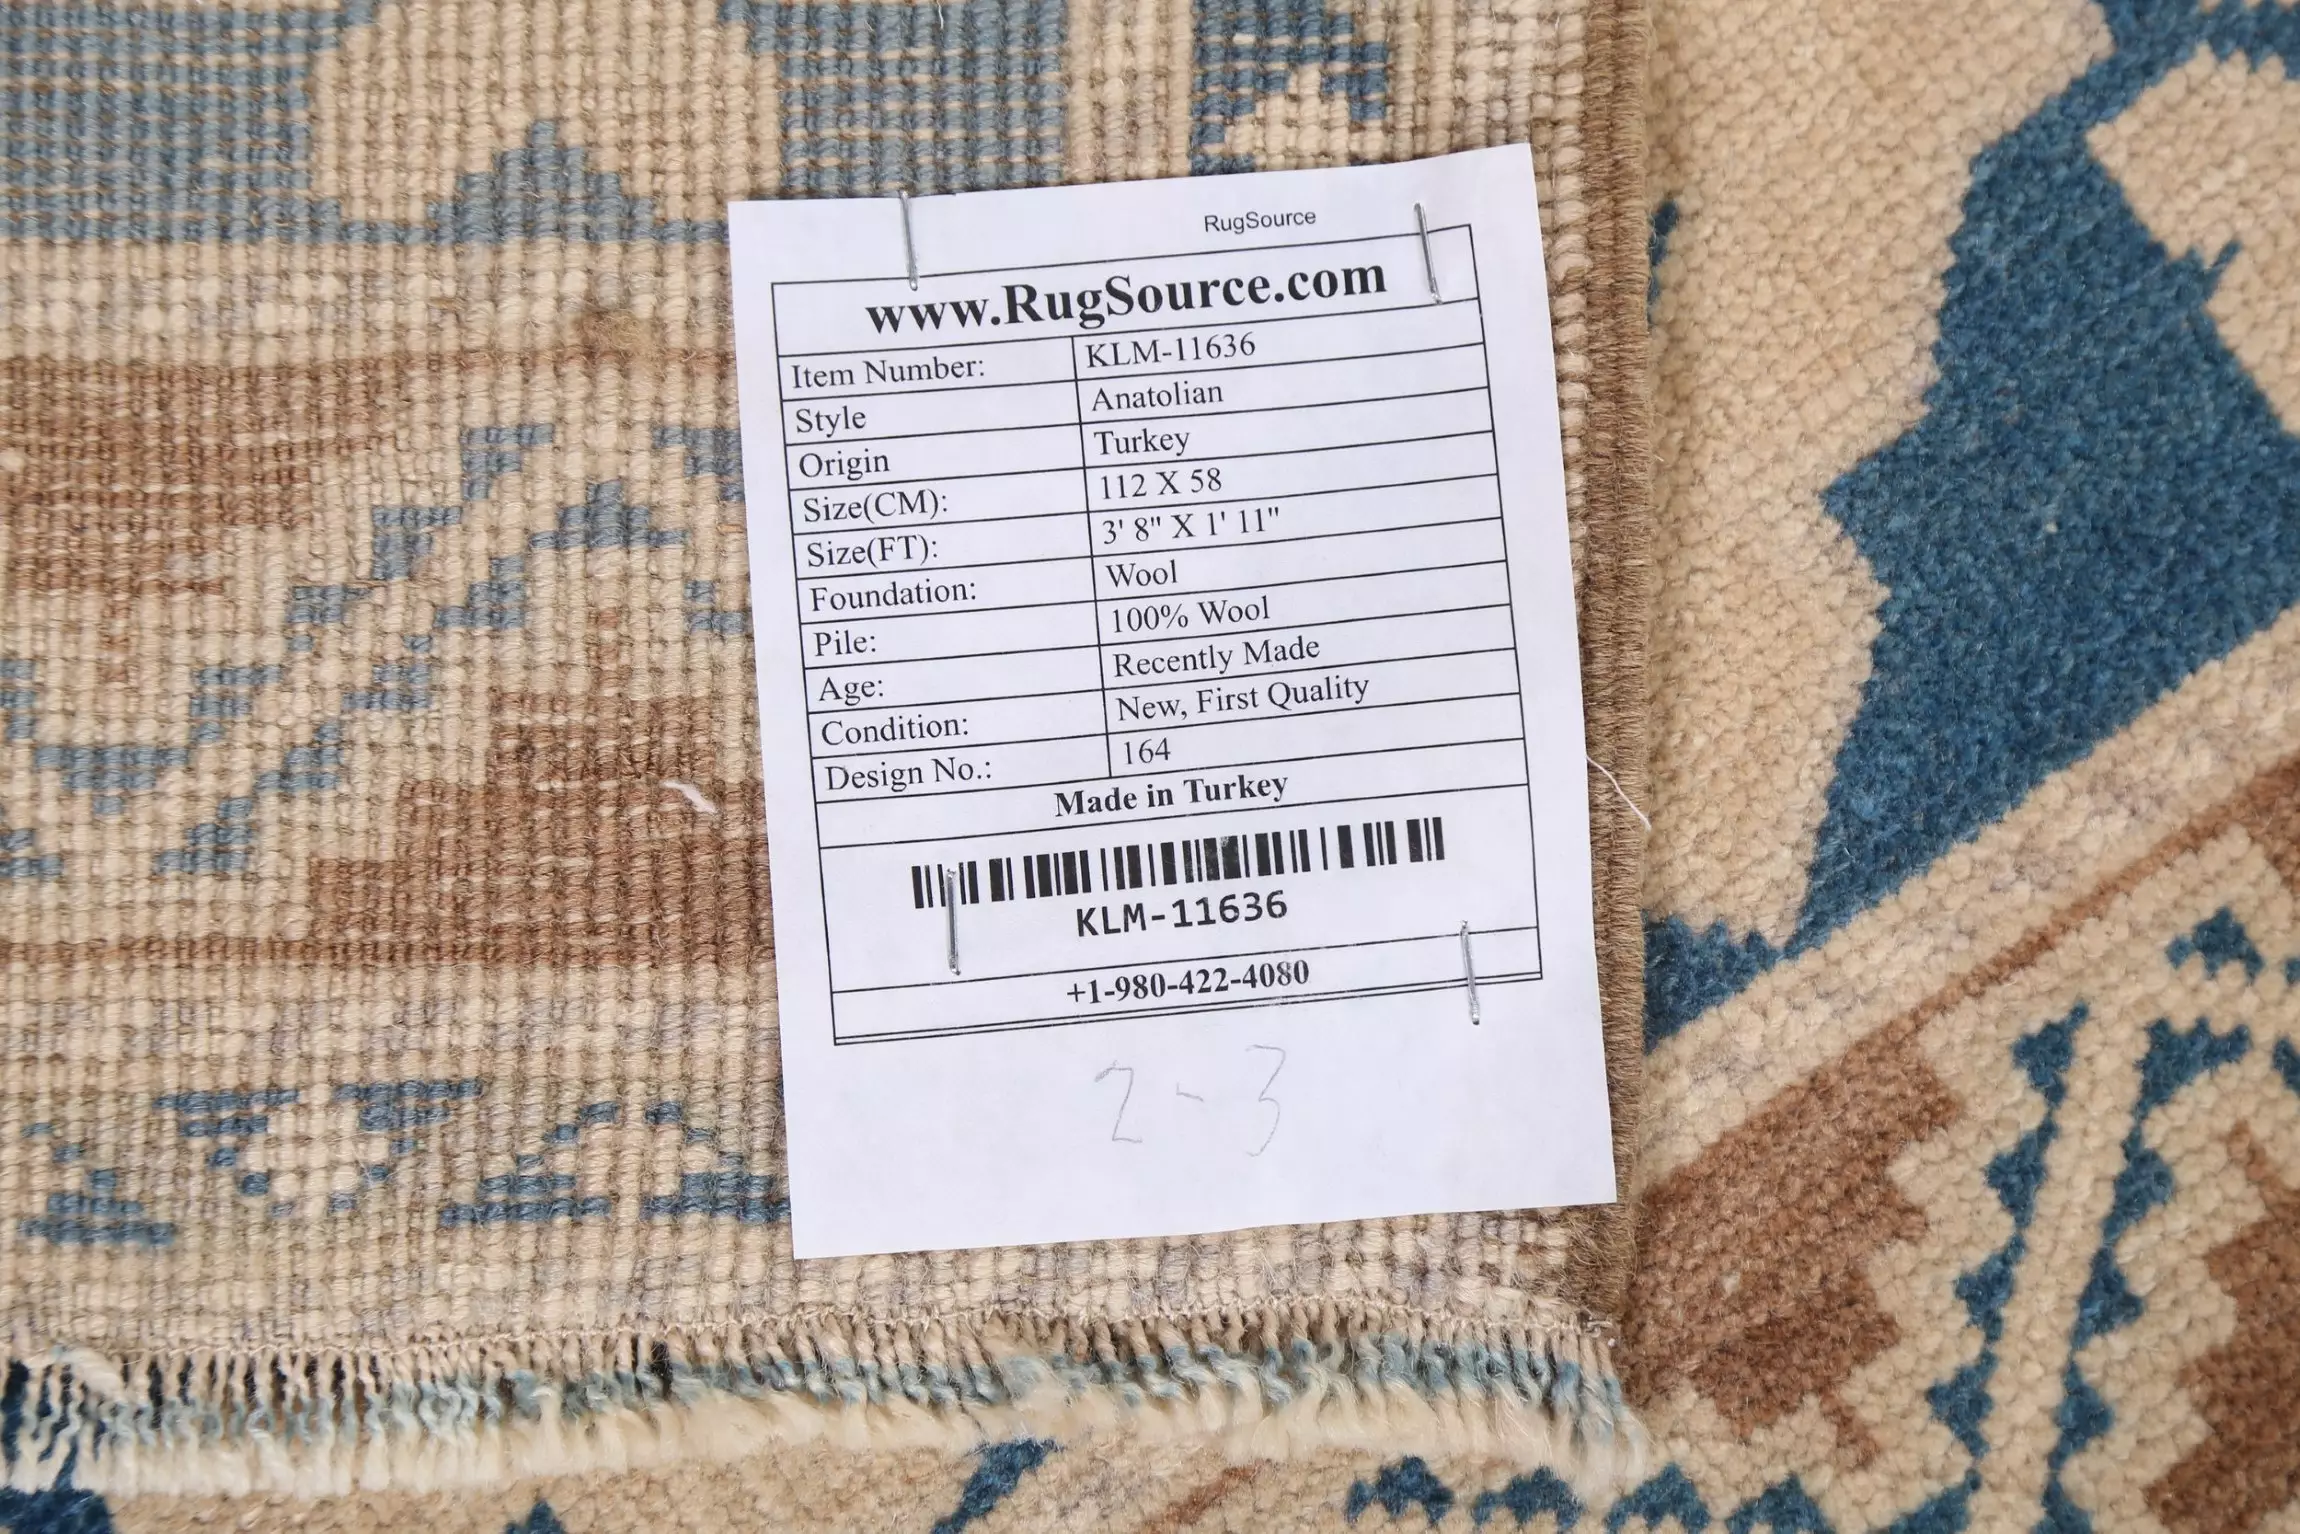 RugSource
www.RugSource.com
Item Number: KLM-11636
Style Anatolian
Origin Turkey
Size(CM): 112 X 58
Size(FT): 3' 8" X 1' 11"
Foundation: Wool
Pile: 100% Wool
Age: Recently Made
Condition: New, First Quality
Design No.: 164
Made in Turkey
KLM-11636
+1-980-422-4080
2-3